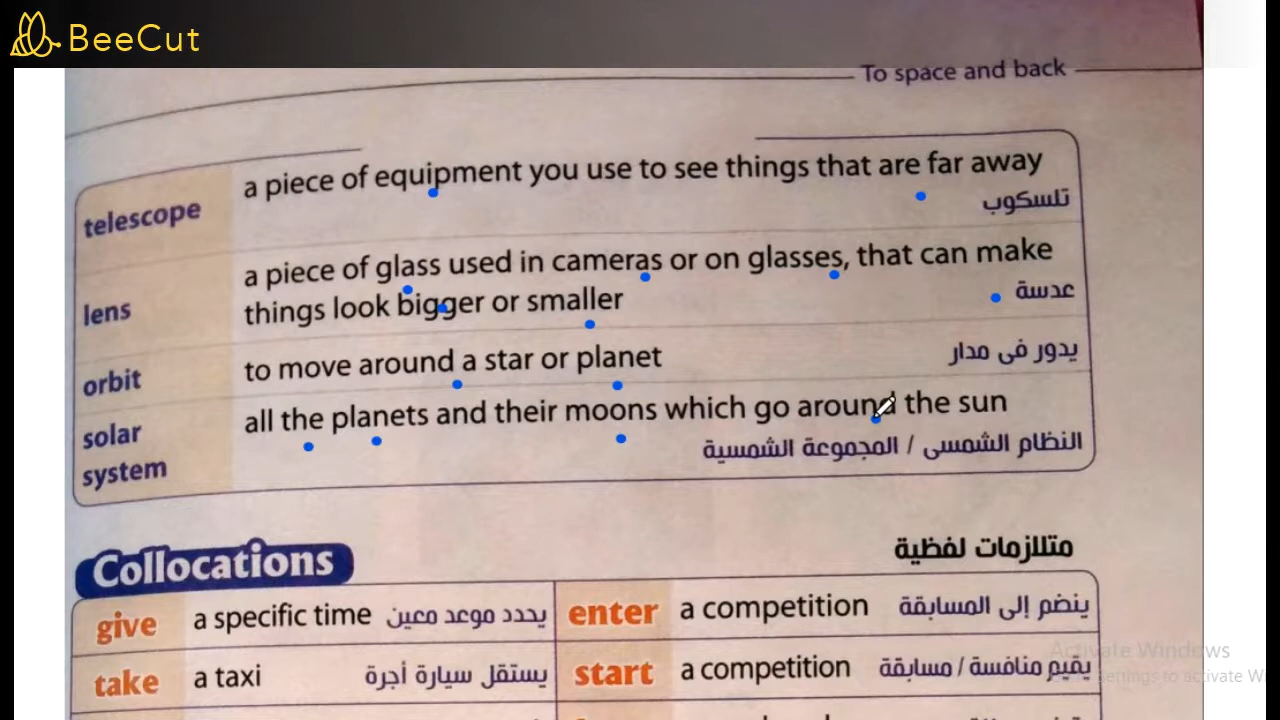 BeeCut
To space and back
telescope
a piece of equipment you use to see things that are far away
تلسكوب
lens
a piece of glass used in cameras or on glasses, that can make
things look bigger or smaller
عدسة
orbit
to move around a star or planet
يدور فى مدار
solar
system
all the planets and their moons which go around the sun
النظام الشمسى / المجموعة الشمسية
Collocations
متلازمات لفظية
give a specific time يحدد موعد معين
enter a competition ينضم إلى المسابقة
take a taxi يستقل سيارة أجرة
start a competition يقيم منافسة / مسابقة
Activate Windows
to activate W